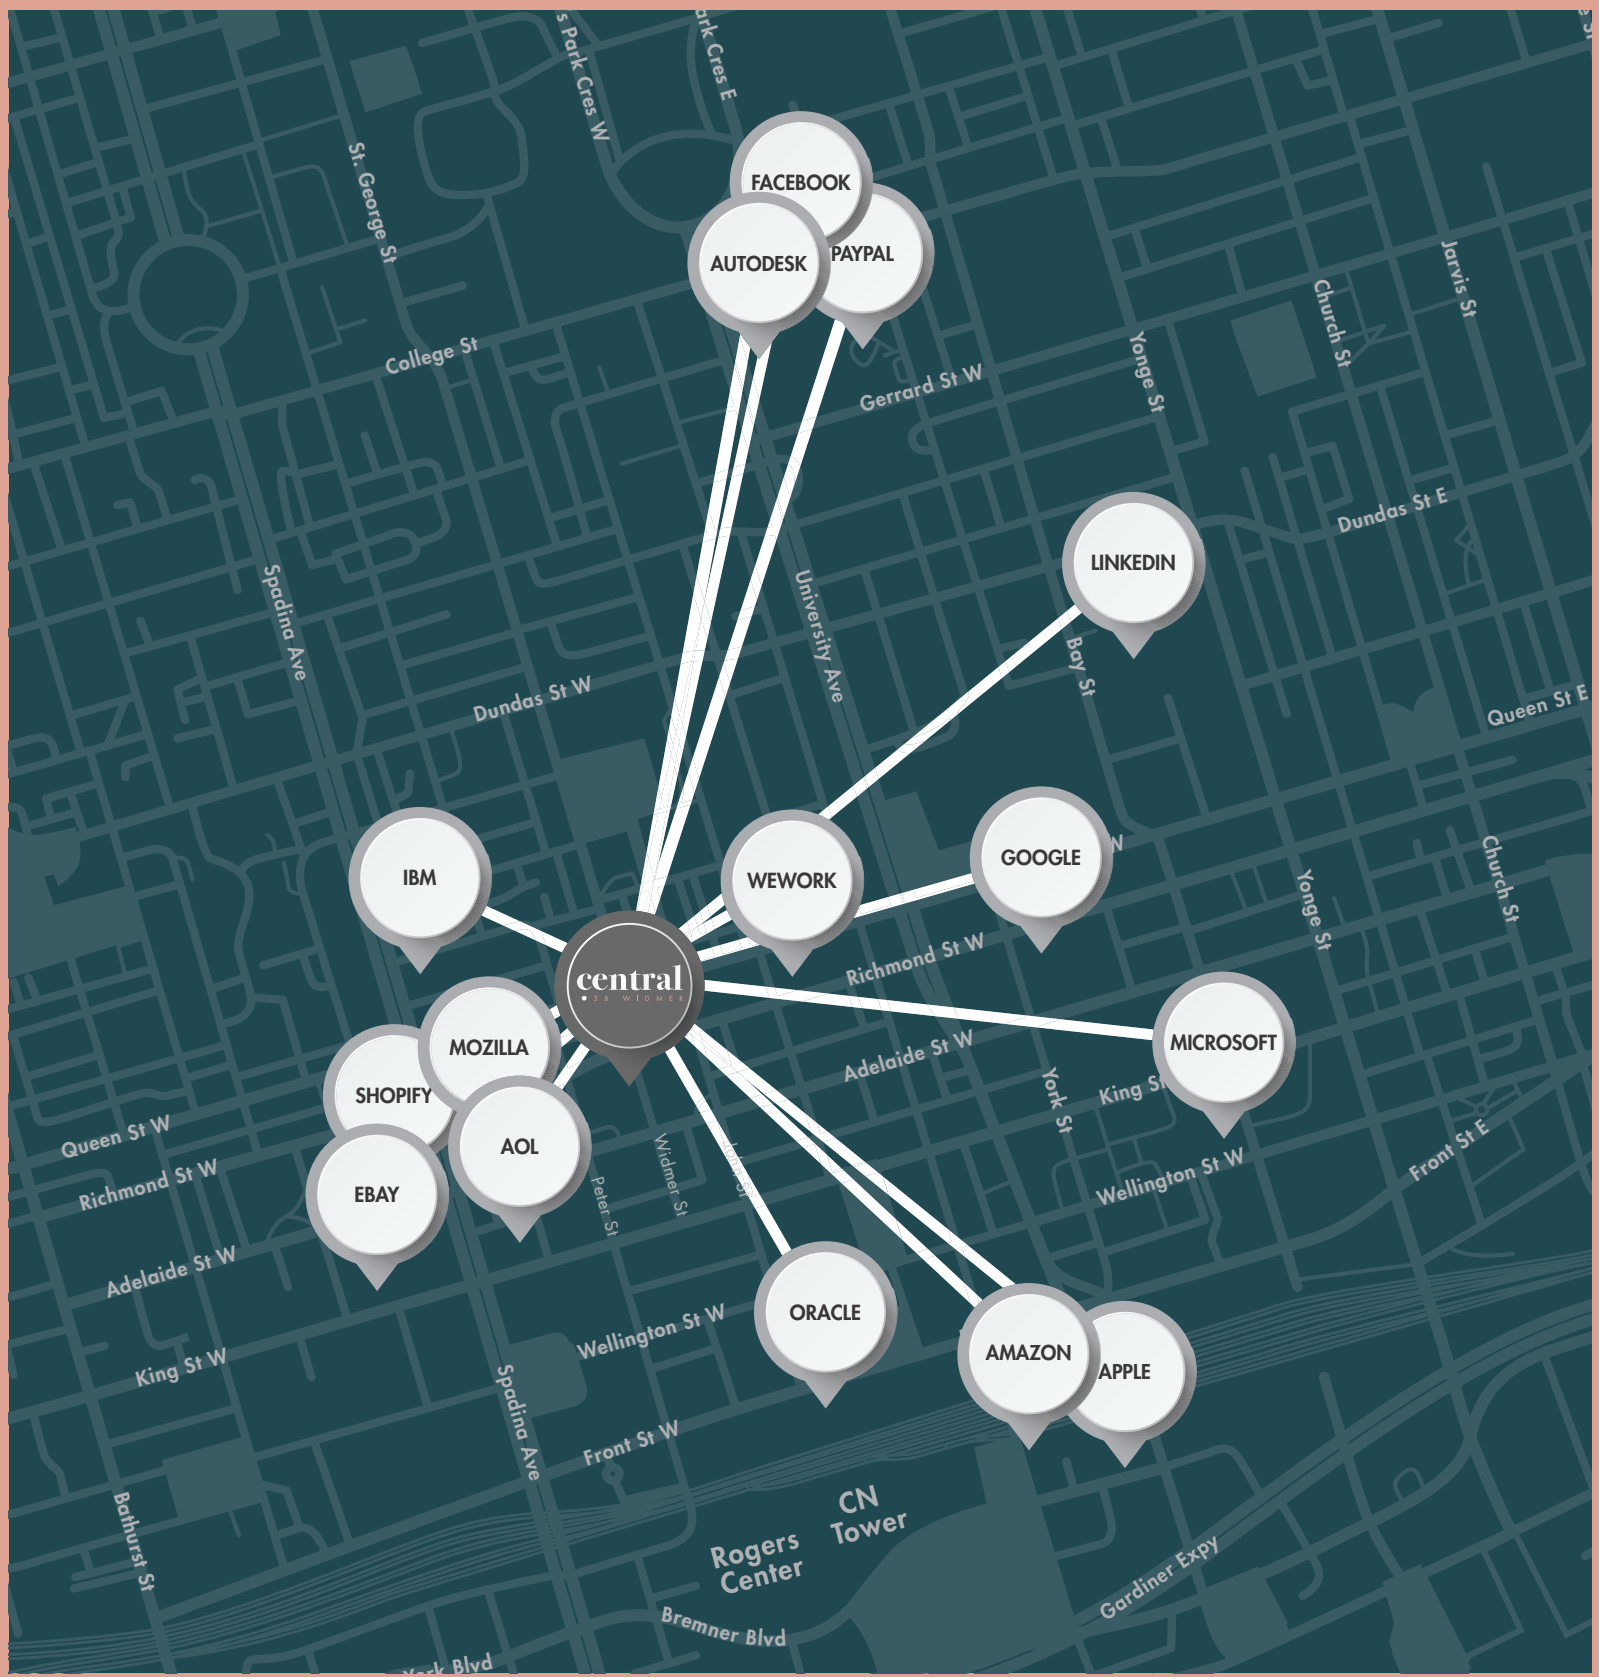 s Park Cres W
ark Cres E
St. George St
FACEBOOK
PAYPAL
AUTODESK
Jarvis St
Church St
College St
Yonge St
Gerrard St W
Dundas St E
LINKEDIN
Spadina Ave
University Ave
Bay St
Dundas St W
Queen St E
IBM
WEWORK
GOOGLE
W
Church St
Yonge St
central
38 WIDMER
Richmond St W
MOZILLA
MICROSOFT
Adelaide St W
SHOPIFY
King St
York St
AOL
Queen St W
Richmond St W
EBAY
Peter St
Widmer St
John St
Wellington St W
Front St E
Adelaide St W
ORACLE
Wellington St W
AMAZON
APPLE
King St W
Spadina Ave
Front St W
CN
Tower
Rogers
Center
Bathurst St
Gardiner Expy
Bremner Blvd
York Blvd